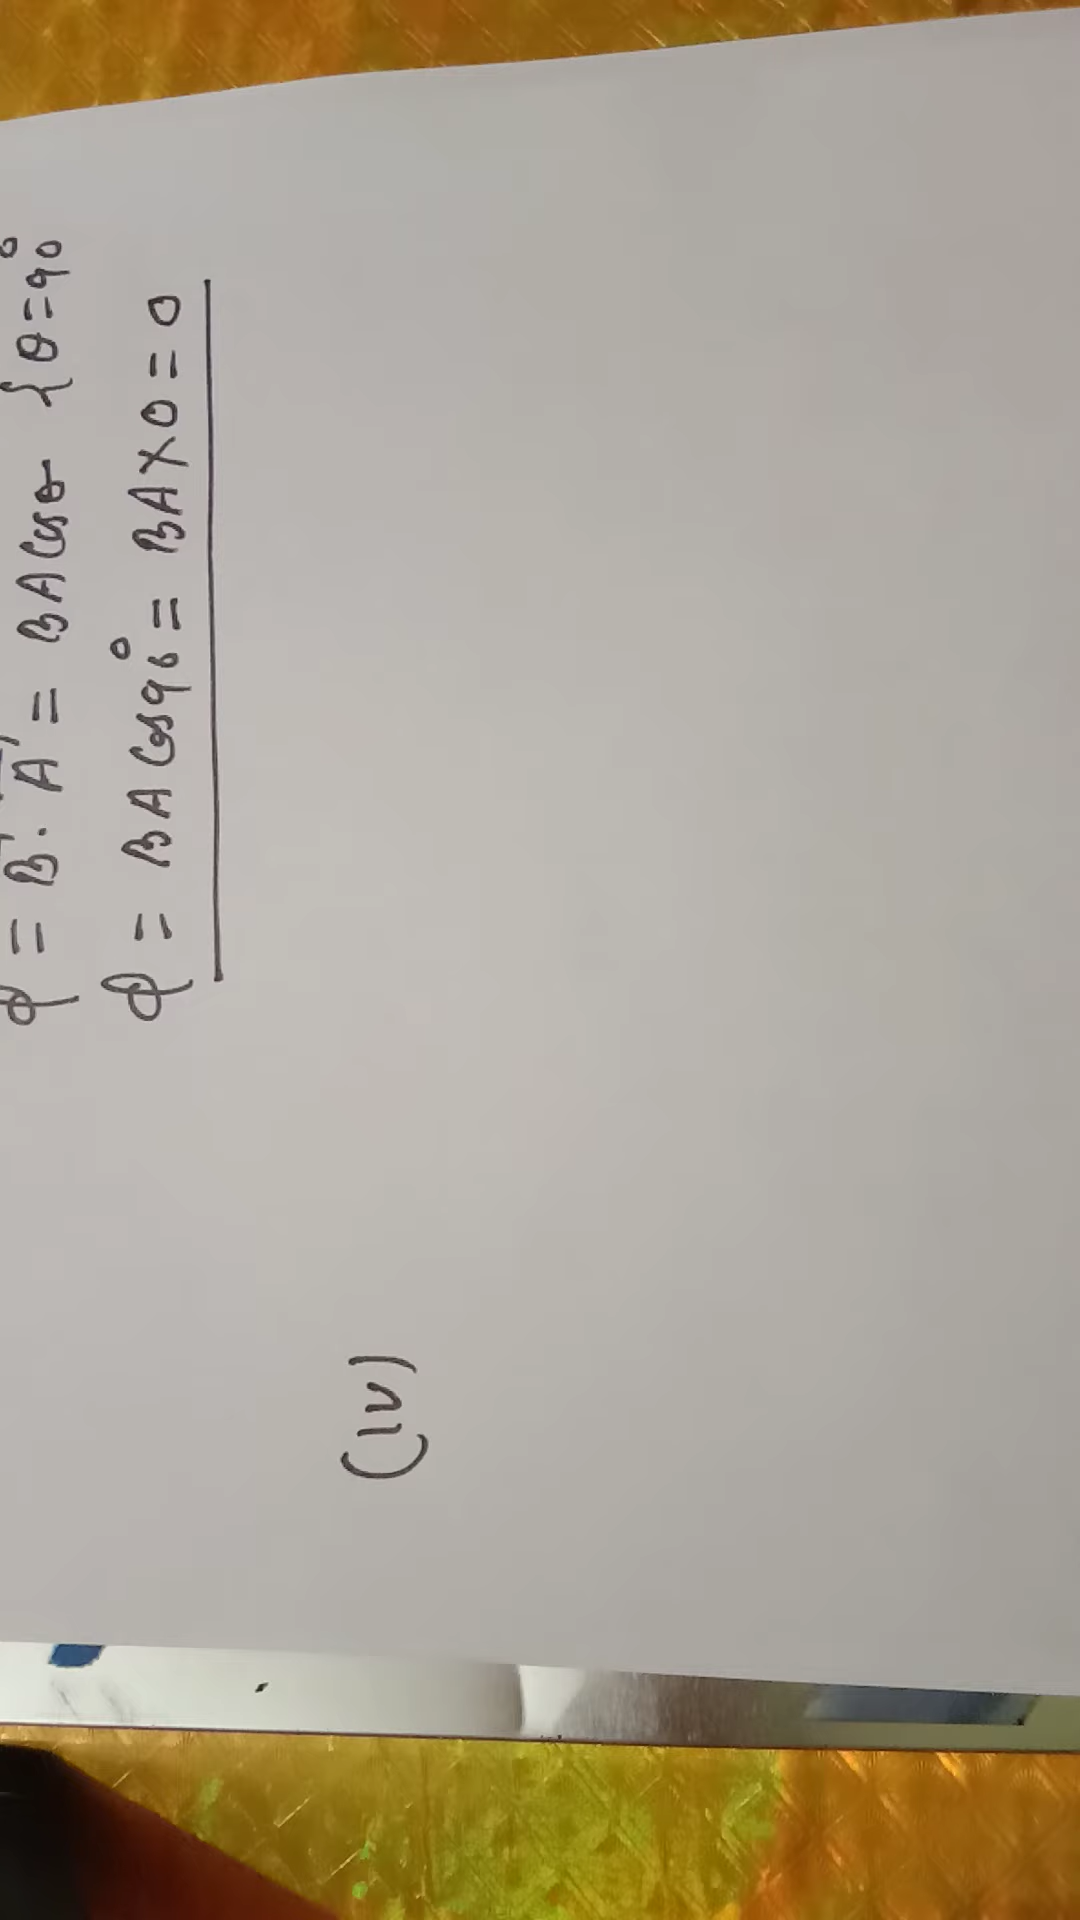 φ = B⃗ . A⃗ = BA Cosθ {θ=90°
φ = BA Cos90° = BA×0 = 0
(iv)